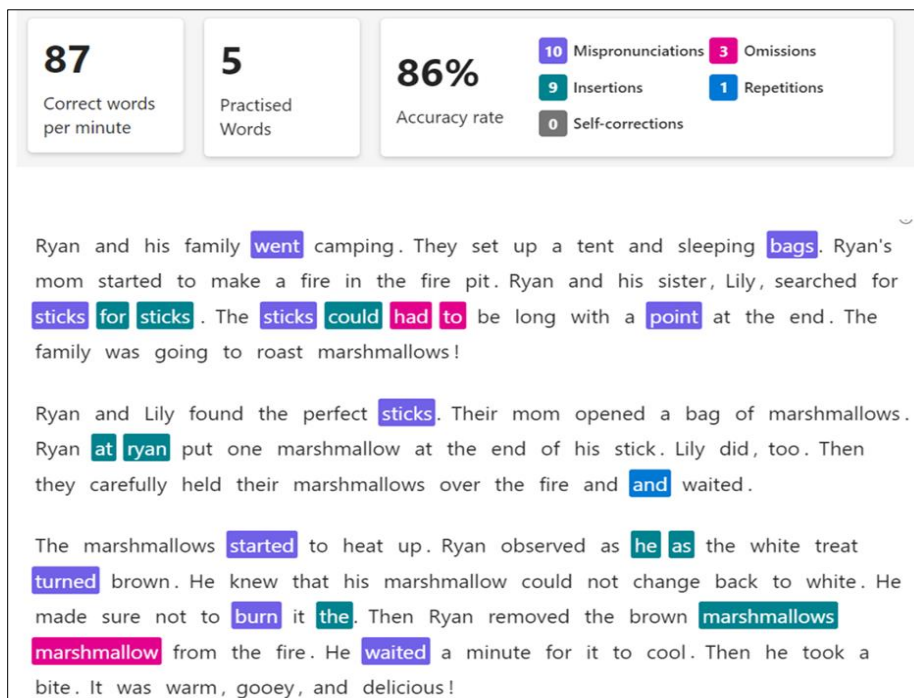 87
Correct words
per minute
5
Practised
Words
86%
Accuracy rate
10 Mispronunciations 3 Omissions
9 Insertions 1 Repetitions
0 Self-corrections
Ryan and his family went camping. They set up a tent and sleeping bags. Ryan's
mom started to make a fire in the fire pit. Ryan and his sister, Lily, searched for
sticks for sticks . The sticks could had to be long with a point at the end. The
family was going to roast marshmallows!
Ryan and Lily found the perfect sticks. Their mom opened a bag of marshmallows.
Ryan at ryan put one marshmallow at the end of his stick. Lily did, too. Then
they carefully held their marshmallows over the fire and and waited.
The marshmallows started to heat up. Ryan observed as he as the white treat
turned brown. He knew that his marshmallow could not change back to white. He
made sure not to burn it the. Then Ryan removed the brown marshmallows
marshmallow from the fire. He waited a minute for it to cool. Then he took a
bite. It was warm, gooey, and delicious!